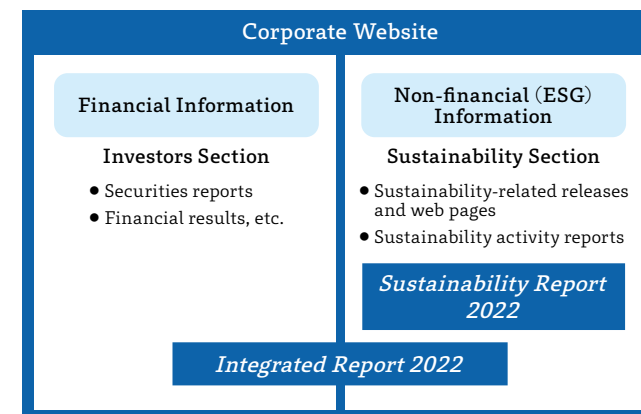 Corporate Website
Financial Information
Investors Section
● Securities reports
● Financial results, etc.
Non-financial (ESG)
Information
Sustainability Section
● Sustainability-related releases
and web pages
● Sustainability activity reports
Sustainability Report
2022
Integrated Report 2022